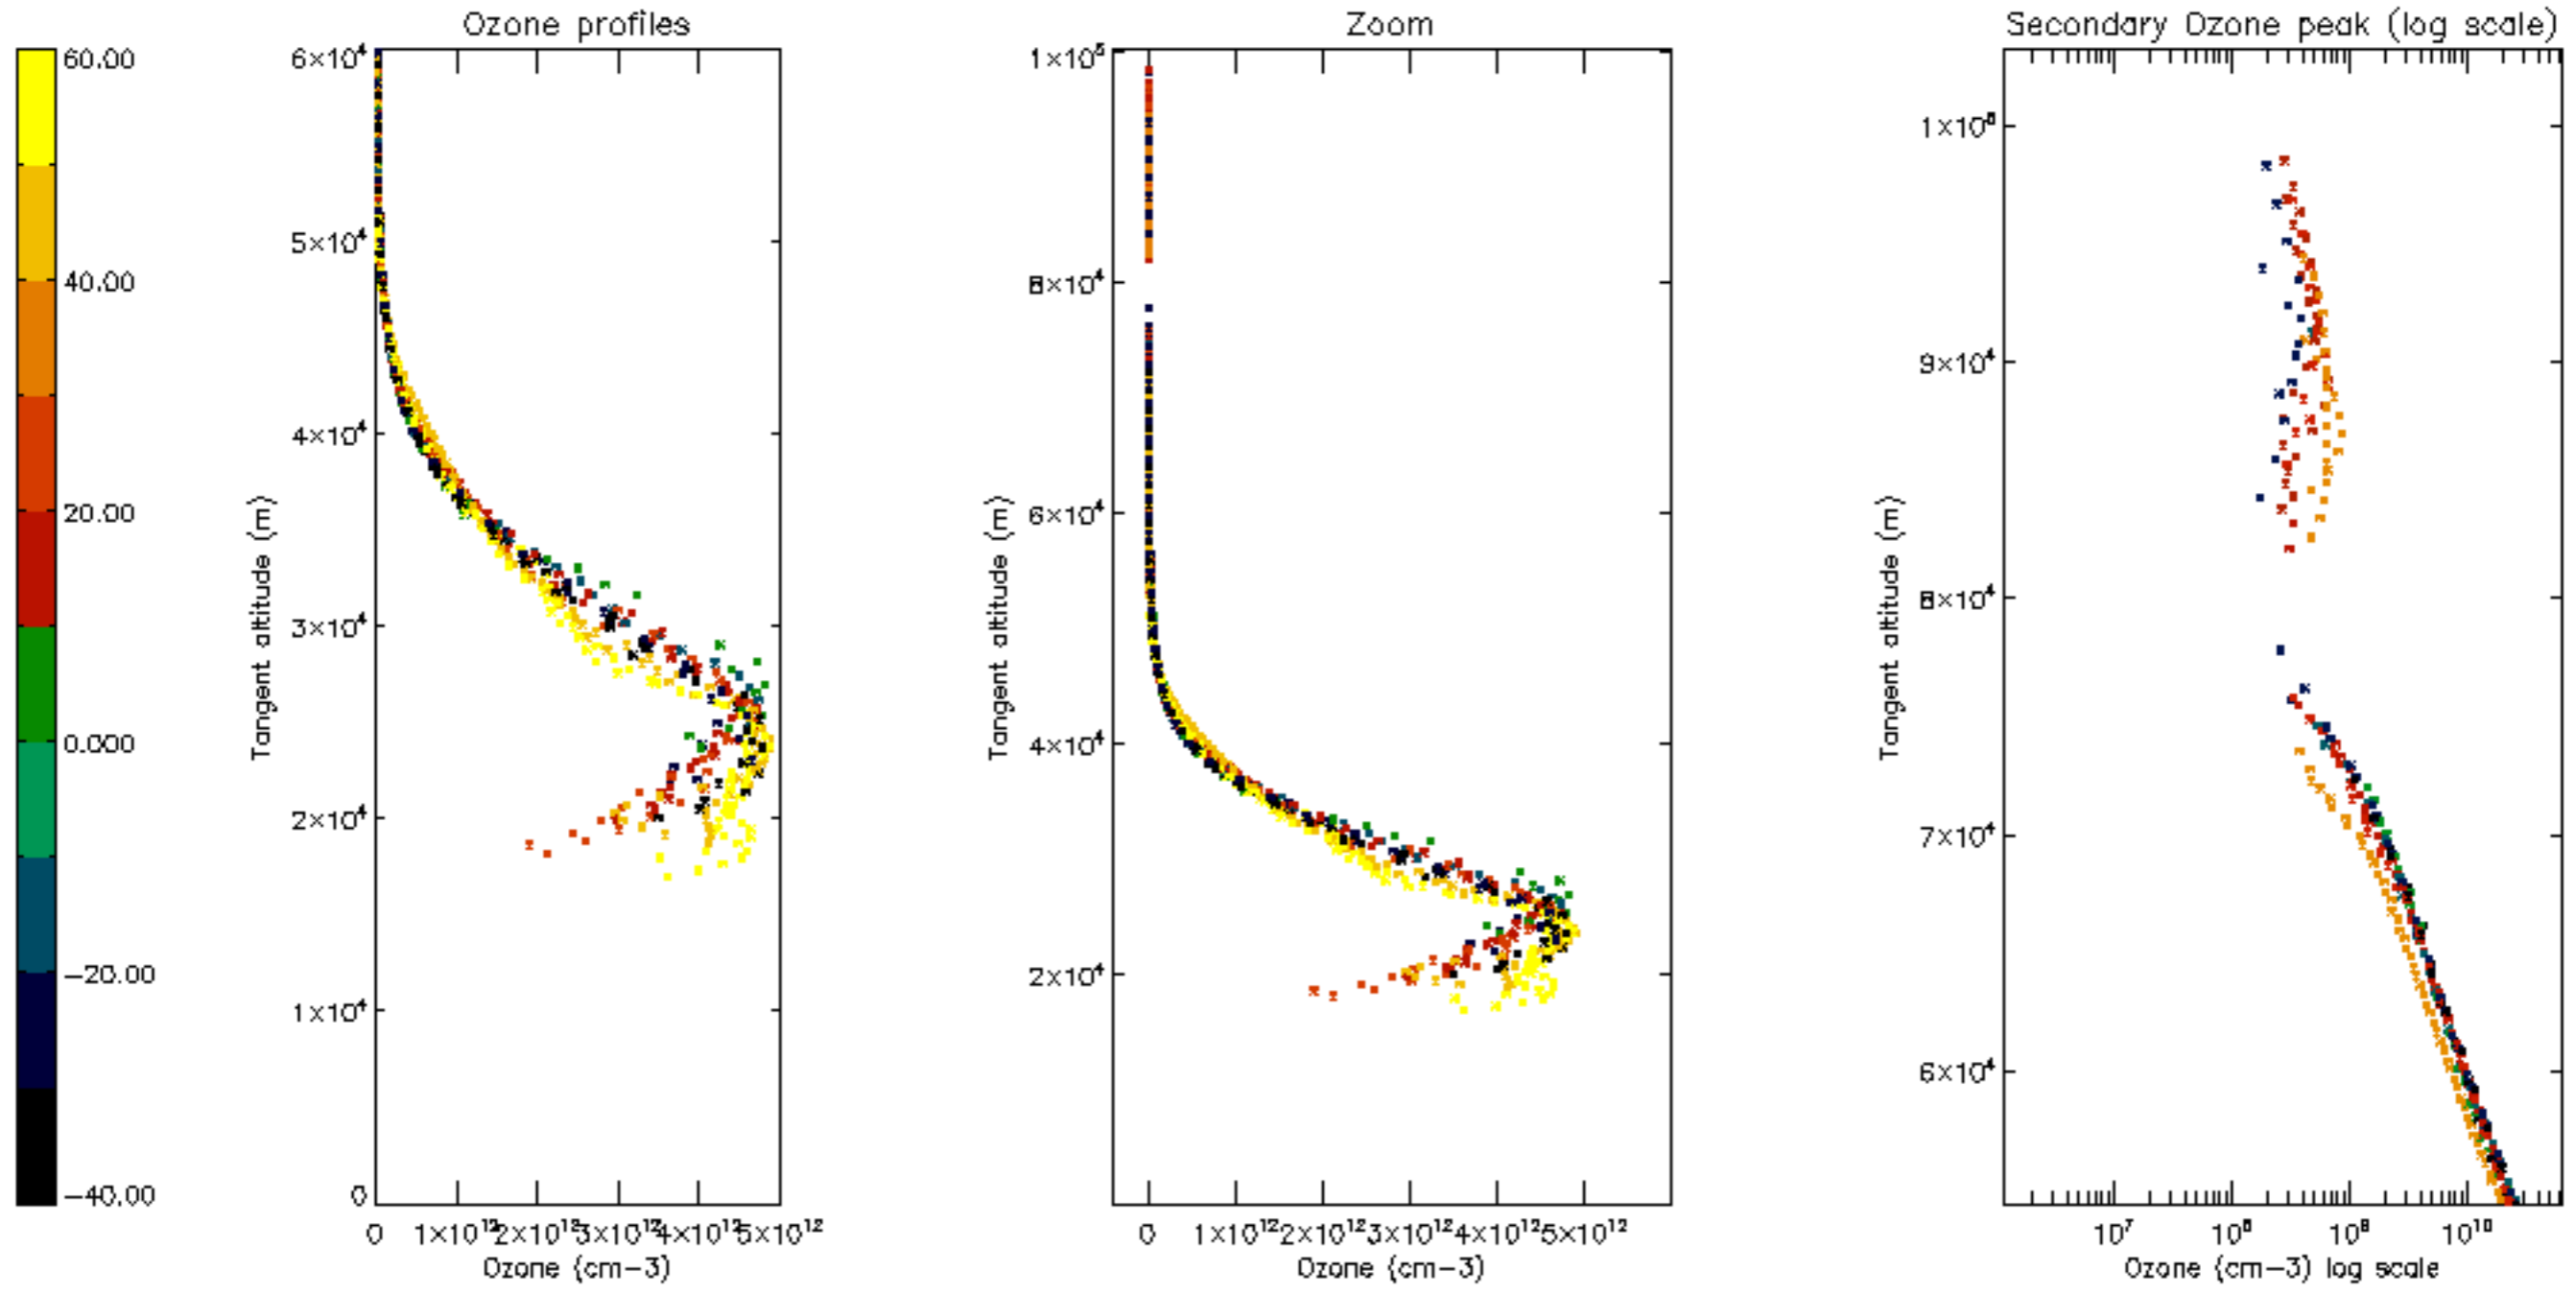 Ozone profiles
Zoom
Secondary Ozone peak (log scale)
60.00
40.00
20.00
0.000
−20.00
−40.00
6×10⁴
5×10⁴
4×10⁴
3×10⁴
2×10⁴
1×10⁴
0
Tangent altitude (m)
0 1×10¹² 2×10¹² 3×10¹² 4×10¹² 5×10¹²
Ozone (cm−3)
1×10⁵
8×10⁴
6×10⁴
4×10⁴
2×10⁴
Tangent altitude (m)
0 1×10¹² 2×10¹² 3×10¹² 4×10¹² 5×10¹²
Ozone (cm−3)
1×10⁵
9×10⁴
8×10⁴
7×10⁴
6×10⁴
Tangent altitude (m)
10⁷ 10⁸ 10⁹ 10¹⁰
Ozone (cm−3) log scale